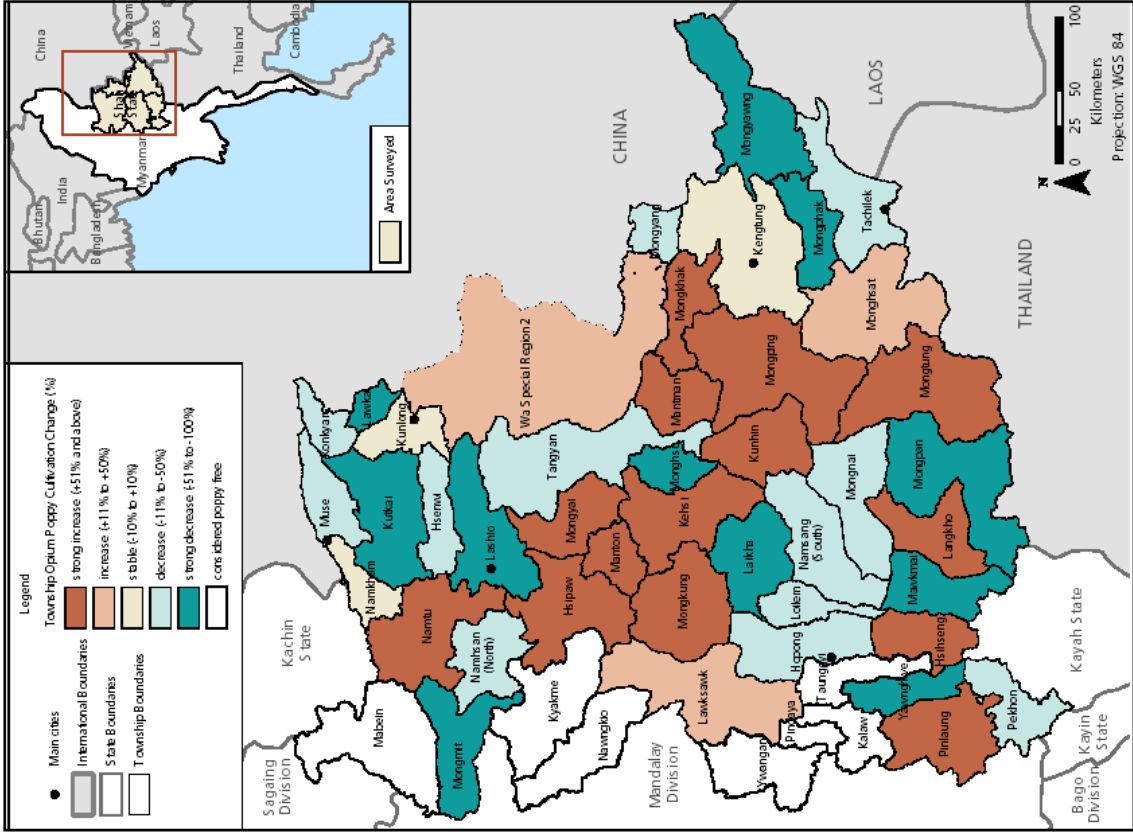 Legend
Main cities
International Boundaries
State Boundaries
Township Boundaries
Township Opium Poppy Cultivation Change (%)
strong increase (+51% and above)
increase (+11% to +50%)
stable (-10% to +10%)
decrease (-11% to -50%)
strong decrease (-51% to -100%)
considered poppy free
China
India
Bhutan
Bangladesh
Myanmar
Shan
State
Vietnam
Laos
Thailand
Cambodia
Area Surveyed
Sagaing
Division
Kachin
State
CHINA
LAOS
THAILAND
Mandalay
Division
Bago
Division
Kayin
State
Kayah State
Mabein
Mongmit
Namtu
Namhsan
(North)
Namkham
Muse
Kutkai
Konkyan
Kunlong
Hsenwi
Lashio
Kyakme
Nawngkio
Hsipaw
Mongyai
Manton
Tangyan
Wa Special Region 2
Mongkung
Kehsi
Mantman
Mongkhak
Mongyang
Mongping
Kengtung
Mongyawng
Mongphak
Tachilek
Monghsat
Mongtung
Kunhin
Laikha
Loilem
Namsang
(South)
Mongnai
Mongpan
Langkho
Mawkmai
Hsihseng
Hopong
Lawksawk
Ywongan
Pindaya
Taunggyi
Kalaw
Yawnghwe
Pinlaung
Pekhon
N
0 25 50 100
Kilometers
Projection: WGS 84